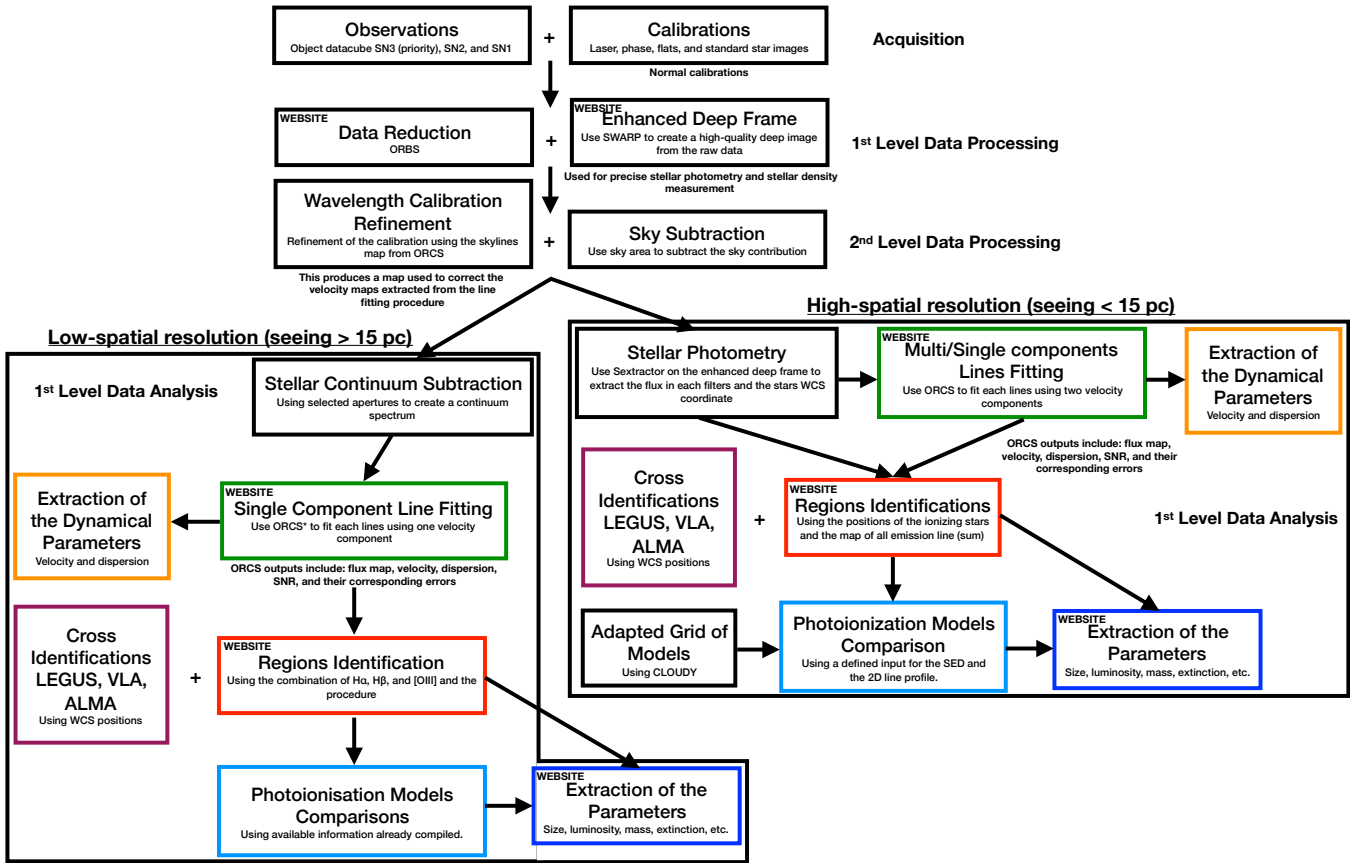 Observations
Object datacube SN3 (priority), SN2, and SN1
+
Calibrations
Laser, phase, flats, and standard star images
Normal calibrations
Acquisition
WEBSITE
Data Reduction
ORBS
+
WEBSITE
Enhanced Deep Frame
Use SWARP to create a high-quality deep image
from the raw data
Used for precise stellar photometry and stellar density
measurement
1st Level Data Processing
Wavelength Calibration
Refinement
Refinement of the calibration using the skylines
map from ORCS
This produces a map used to correct the
velocity maps extracted from the line
fitting procedure
+
Sky Subtraction
Use sky area to subtract the sky contribution
2nd Level Data Processing
Low-spatial resolution (seeing > 15 pc)
1st Level Data Analysis
Stellar Continuum Subtraction
Using selected apertures to create a continuum
spectrum
Extraction of
the Dynamical
Parameters
Velocity and dispersion
WEBSITE
Single Component Line Fitting
Use ORCS* to fit each lines using one velocity
component
ORCS outputs include: flux map, velocity, dispersion,
SNR, and their corresponding errors
Cross
Identifications
LEGUS, VLA,
ALMA
Using WCS positions
+
WEBSITE
Regions Identification
Using the combination of Hα, Hβ, and [OIII] and the
procedure
Photoionisation Models
Comparisons
Using available information already compiled.
WEBSITE
Extraction of the
Parameters
Size, luminosity, mass, extinction, etc.
High-spatial resolution (seeing < 15 pc)
Stellar Photometry
Use Sextractor on the enhanced deep frame to
extract the flux in each filters and the stars WCS
coordinate
WEBSITE
Multi/Single components
Lines Fitting
Use ORCS to fit each lines using two velocity
components
Extraction of
the Dynamical
Parameters
Velocity and dispersion
ORCS outputs include: flux map,
velocity, dispersion, SNR, and their
corresponding errors
Cross
Identifications
LEGUS, VLA,
ALMA
Using WCS positions
+
WEBSITE
Regions Identifications
Using the positions of the ionizing stars
and the map of all emission line (sum)
1st Level Data Analysis
Adapted Grid of
Models
Using CLOUDY
Photoionization Models
Comparison
Using a defined input for the SED and
the 2D line profile.
WEBSITE
Extraction of the
Parameters
Size, luminosity, mass, extinction, etc.